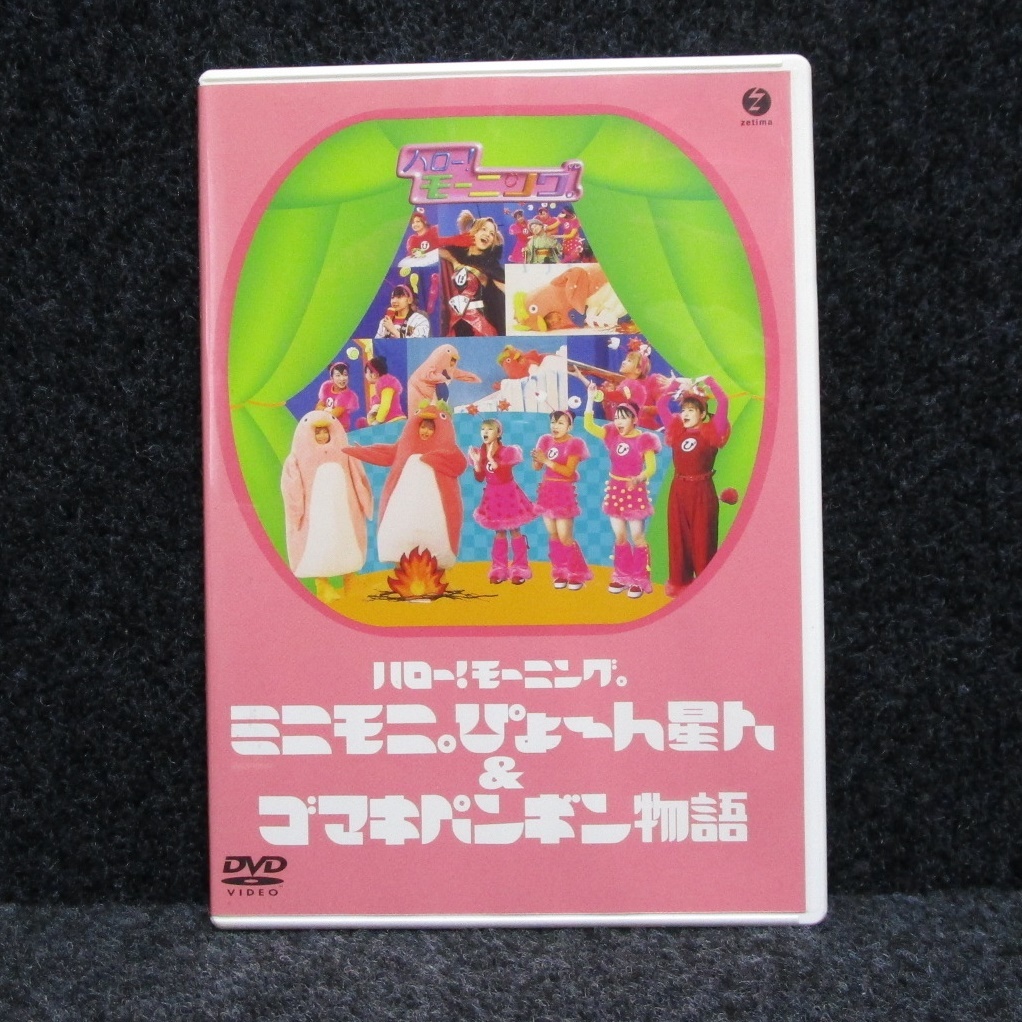 zetima
ハロー!
モーニング。
ハロー!モーニング。
ミニモニ。ぴょ〜ん星人
&
ゴマキペンギン物語
DVD
VIDEO